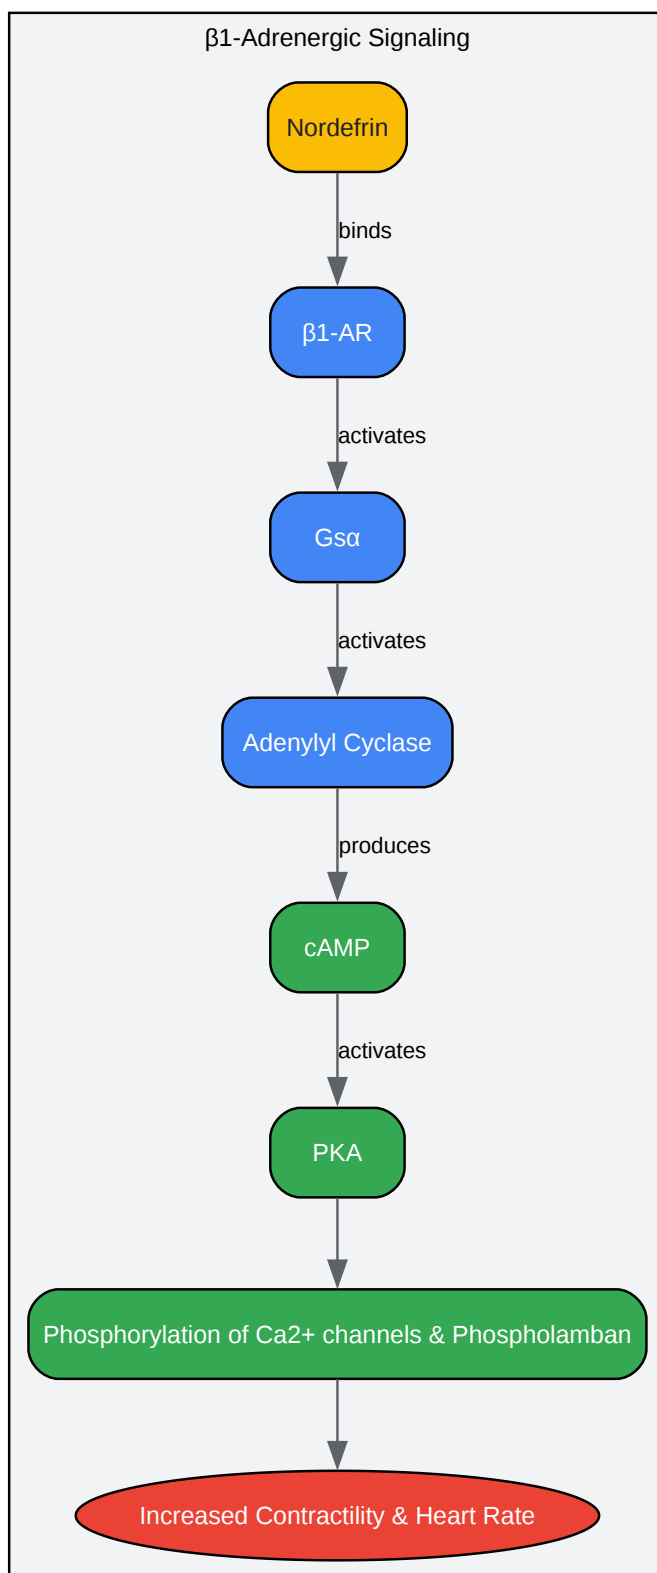 β1-Adrenergic Signaling
Nordefrin
binds
β1-AR
activates
Gsα
activates
Adenylyl Cyclase
produces
cAMP
activates
PKA
Phosphorylation of Ca2+ channels & Phospholamban
Increased Contractility & Heart Rate